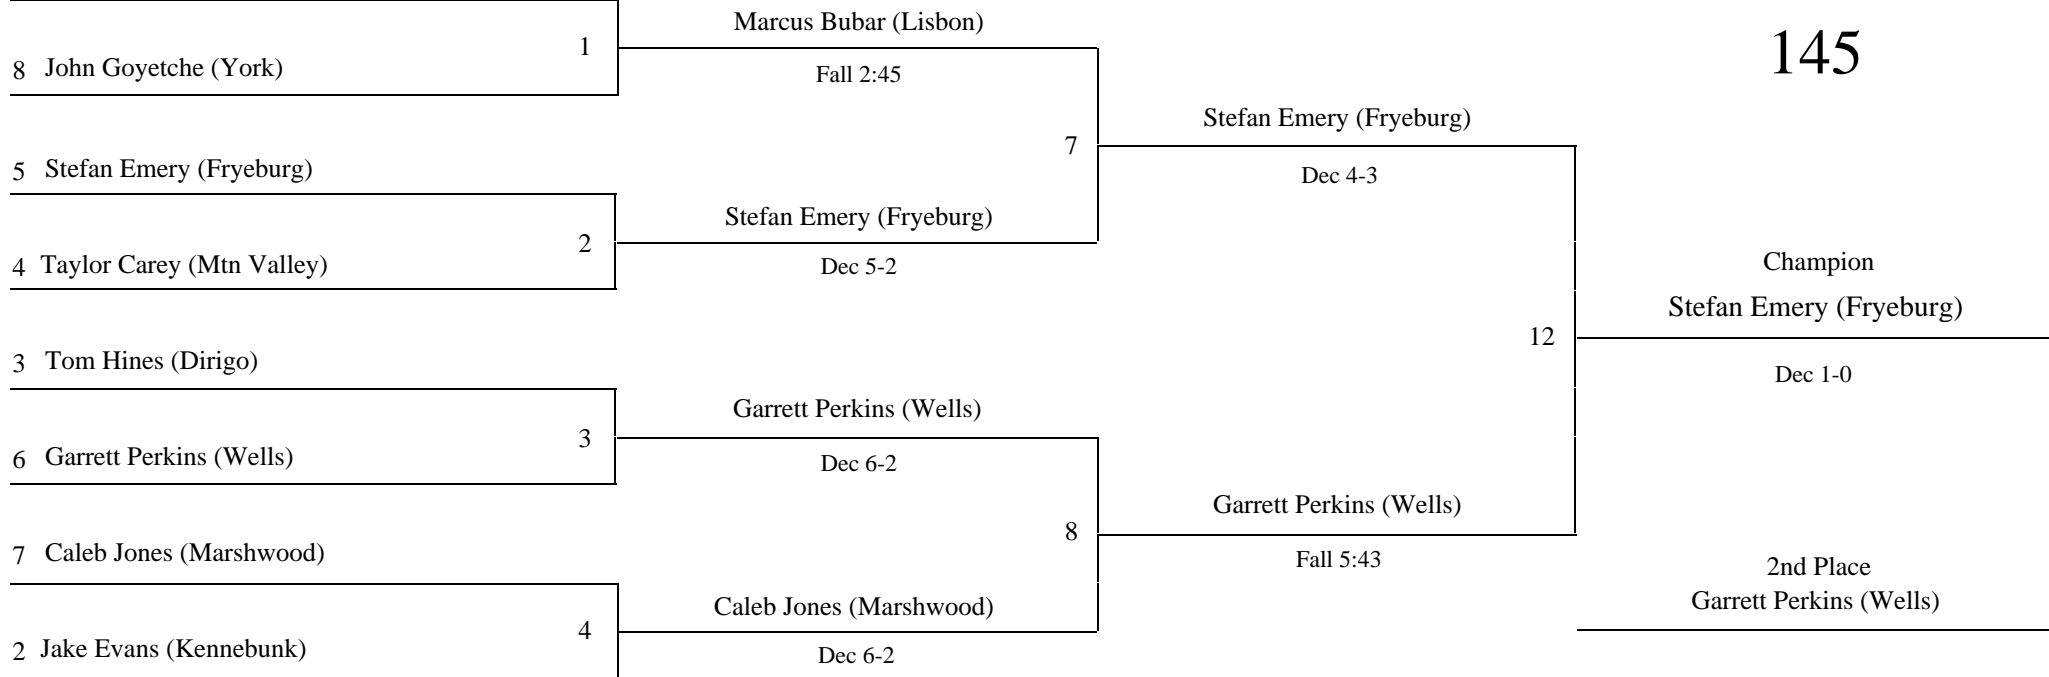 Marcus Bubar (Lisbon)
145
1
8 John Goyetche (York)
Fall 2:45
Stefan Emery (Fryeburg)
7
5 Stefan Emery (Fryeburg)
Dec 4-3
Stefan Emery (Fryeburg)
2
4 Taylor Carey (Mtn Valley)
Dec 5-2
Champion
Stefan Emery (Fryeburg)
12
3 Tom Hines (Dirigo)
Dec 1-0
Garrett Perkins (Wells)
3
6 Garrett Perkins (Wells)
Dec 6-2
Garrett Perkins (Wells)
8
7 Caleb Jones (Marshwood)
Fall 5:43
2nd Place
Garrett Perkins (Wells)
Caleb Jones (Marshwood)
4
2 Jake Evans (Kennebunk)
Dec 6-2